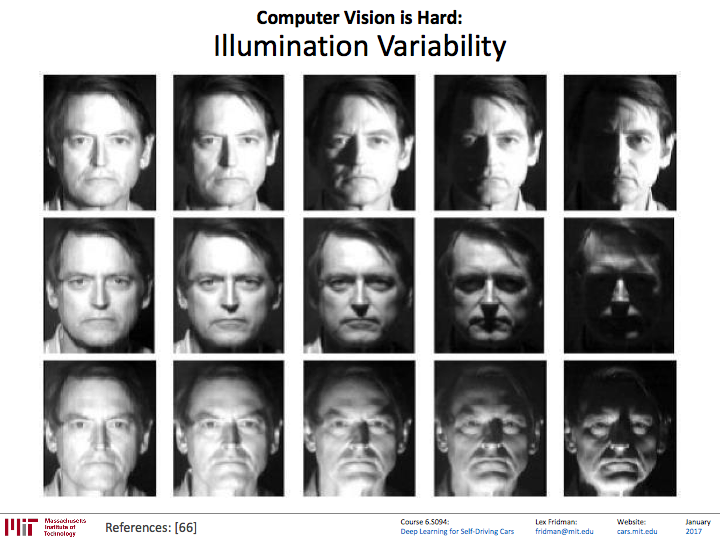 Computer Vision is Hard:
Illumination Variability
MIT
Massachusetts
Institute of
Technology
References: [66]
Course 6.S094:
Deep Learning for Self-Driving Cars
Lex Fridman:
fridman@mit.edu
Website:
cars.mit.edu
January
2017